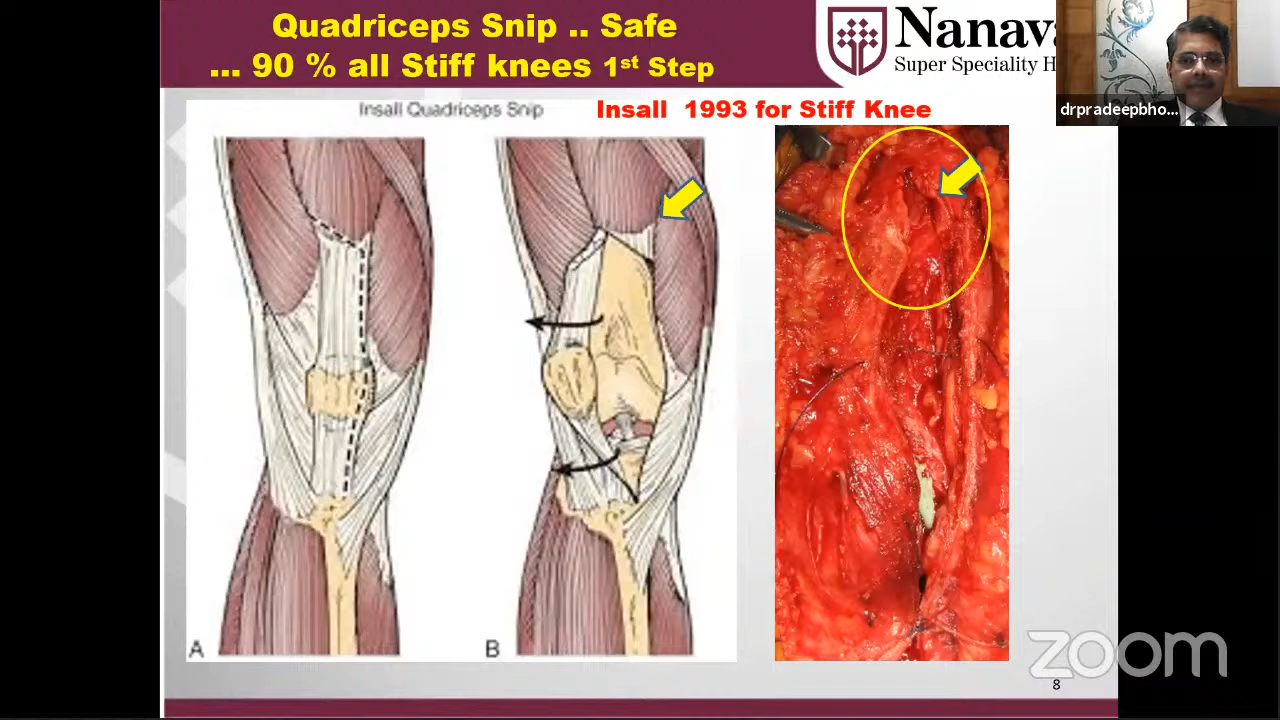 Quadriceps Snip .. Safe
... 90 % all Stiff knees 1st Step
Super Speciality
drpradeepbho...
Insall Quadriceps Snip
Insall 1993 for Stiff Knee
A
B
zoom
8